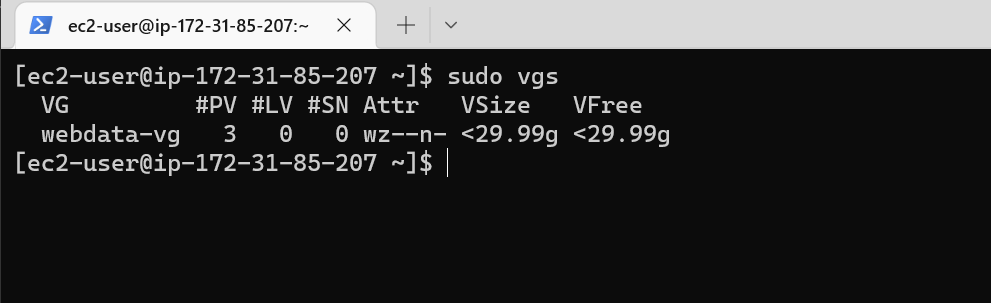 ec2-user@ip-172-31-85-207:~
[ec2-user@ip-172-31-85-207 ~]$ sudo vgs
  VG         #PV #LV #SN Attr   VSize   VFree
  webdata-vg   3   0   0 wz--n- <29.99g <29.99g
[ec2-user@ip-172-31-85-207 ~]$